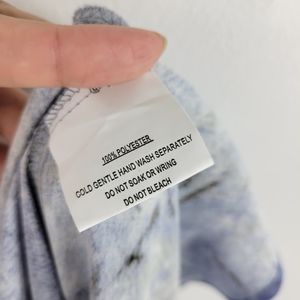 100% POLYESTER
COLD GENTLE HAND WASH SEPARATELY
DO NOT SOAK OR WRING
DO NOT BLEACH